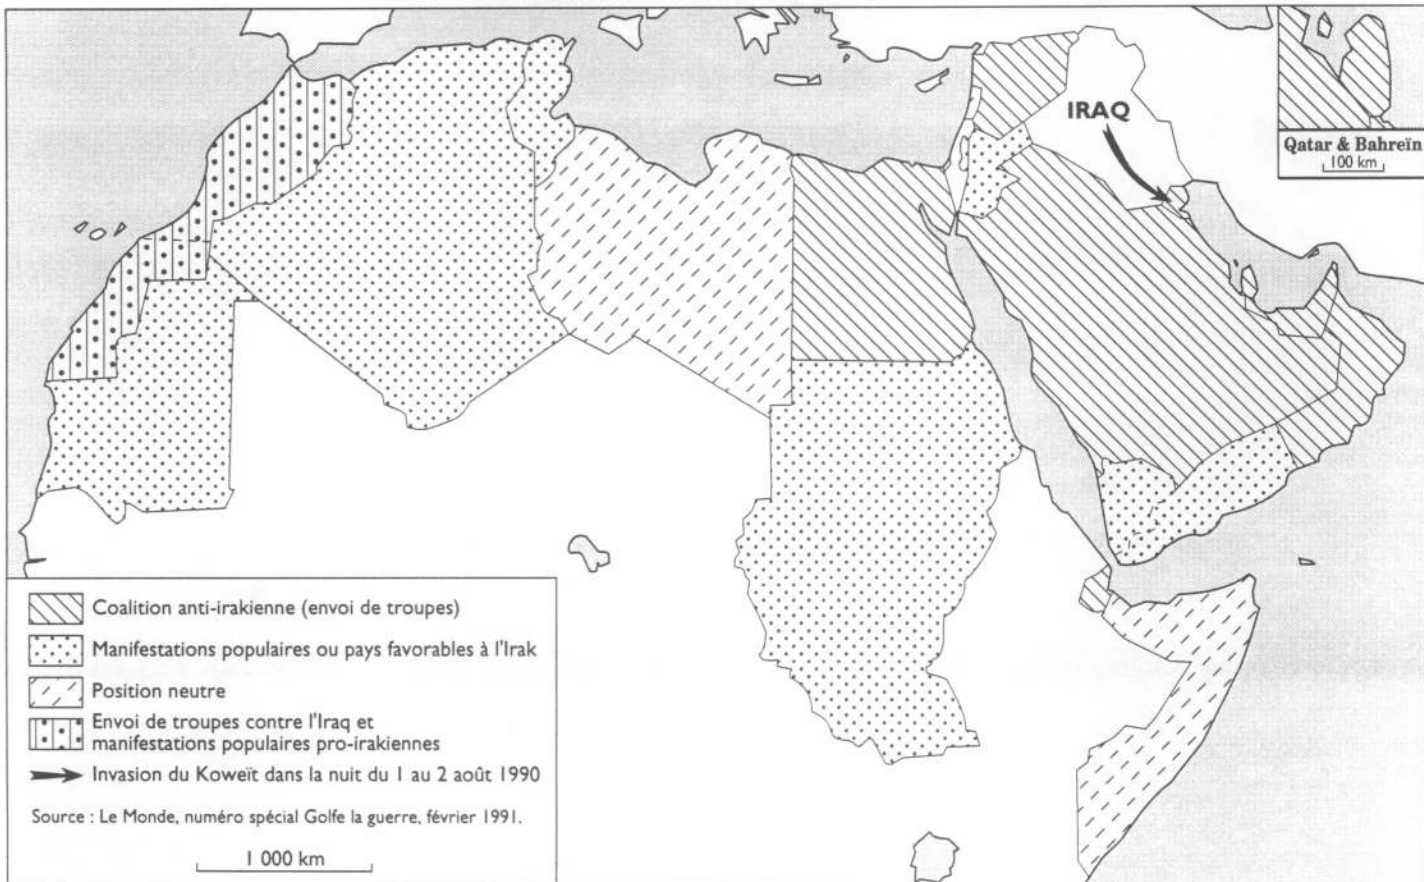 IRAQ
Qatar & Bahreïn
100 km
Coalition anti-irakienne (envoi de troupes)
Manifestations populaires ou pays favorables à l'Irak
Position neutre
Envoi de troupes contre l'Iraq et
manifestations populaires pro-irakiennes
Invasion du Koweït dans la nuit du 1 au 2 août 1990
Source : Le Monde, numéro spécial Golfe la guerre, février 1991.
1 000 km